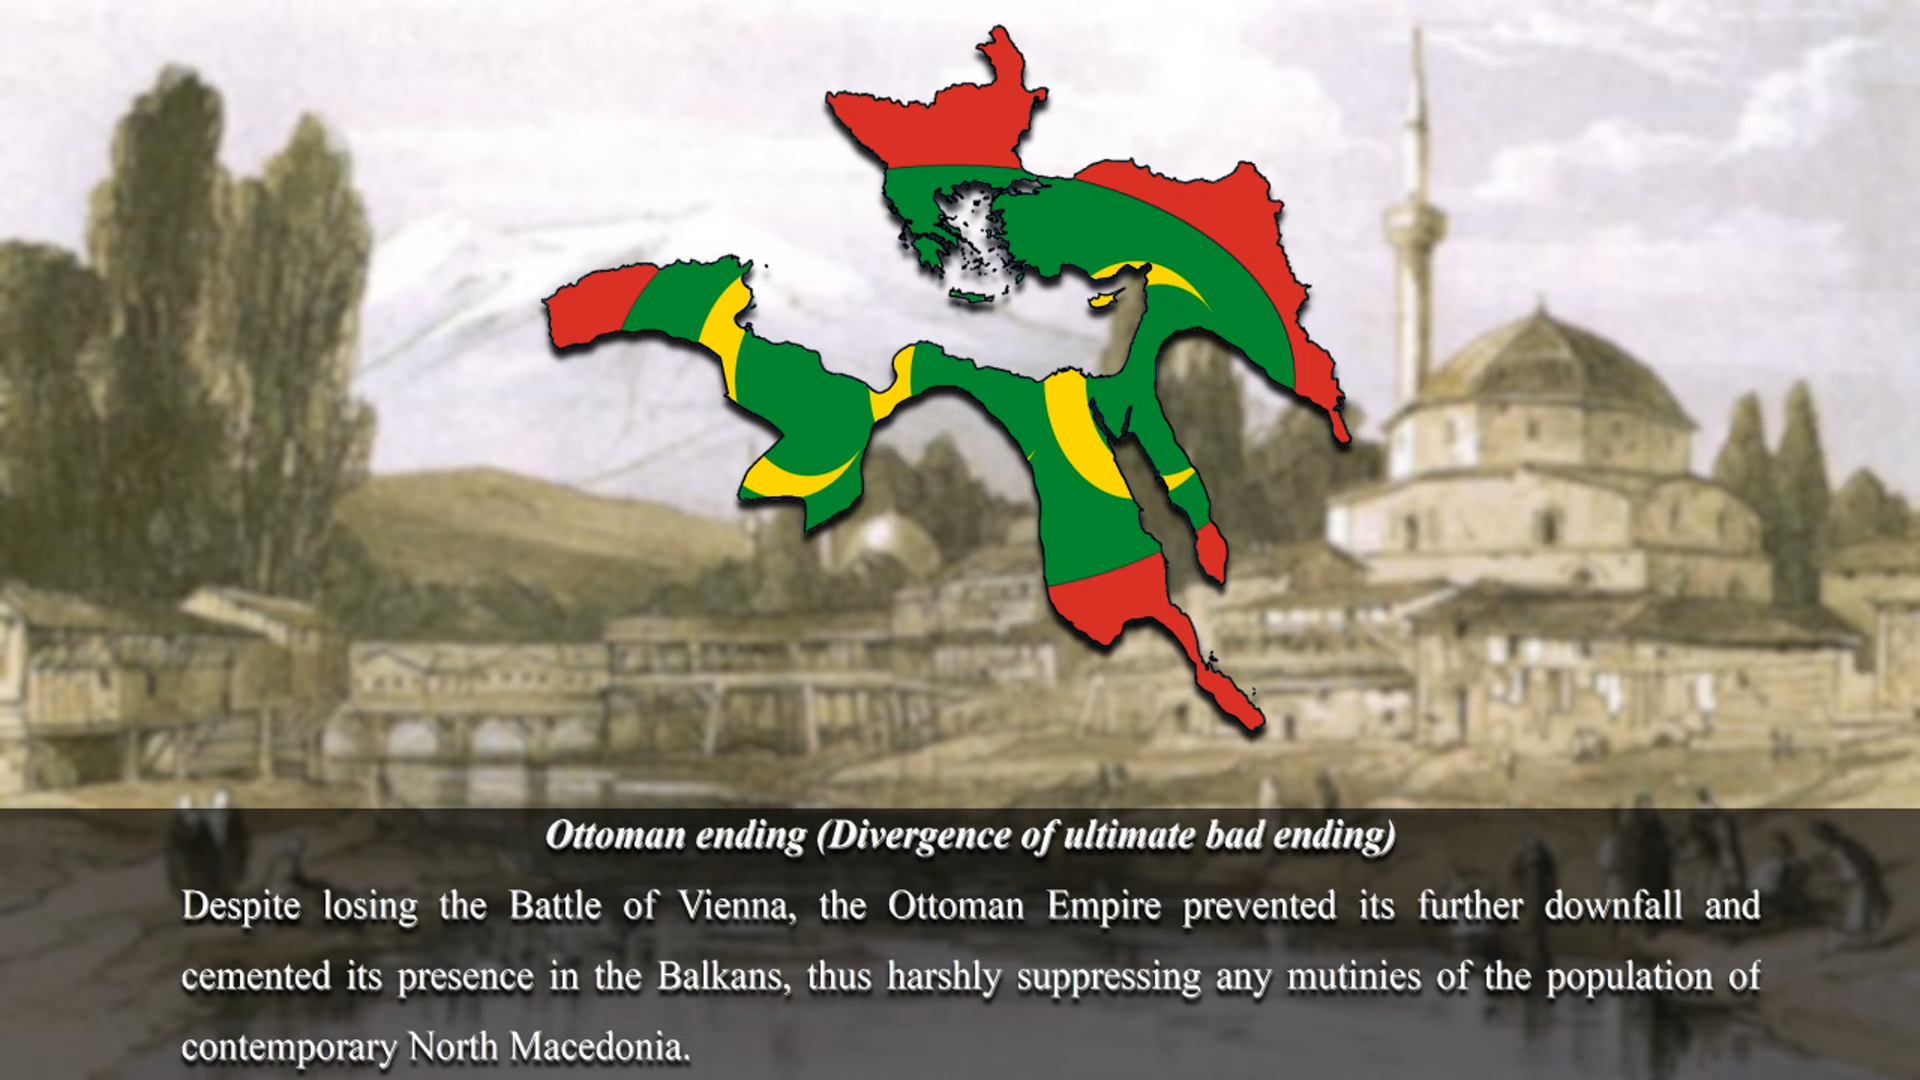 Ottoman ending (Divergence of ultimate bad ending)
Despite losing the Battle of Vienna, the Ottoman Empire prevented its further downfall and
cemented its presence in the Balkans, thus harshly suppressing any mutinies of the population of
contemporary North Macedonia.